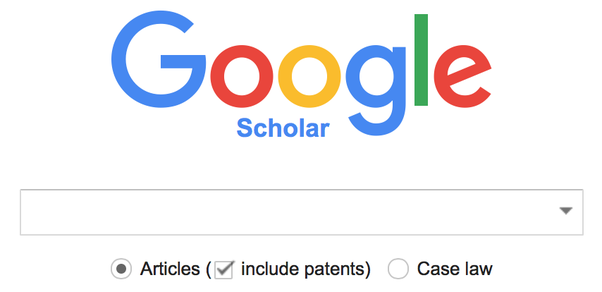 Google
Scholar
Articles (include patents) Case law